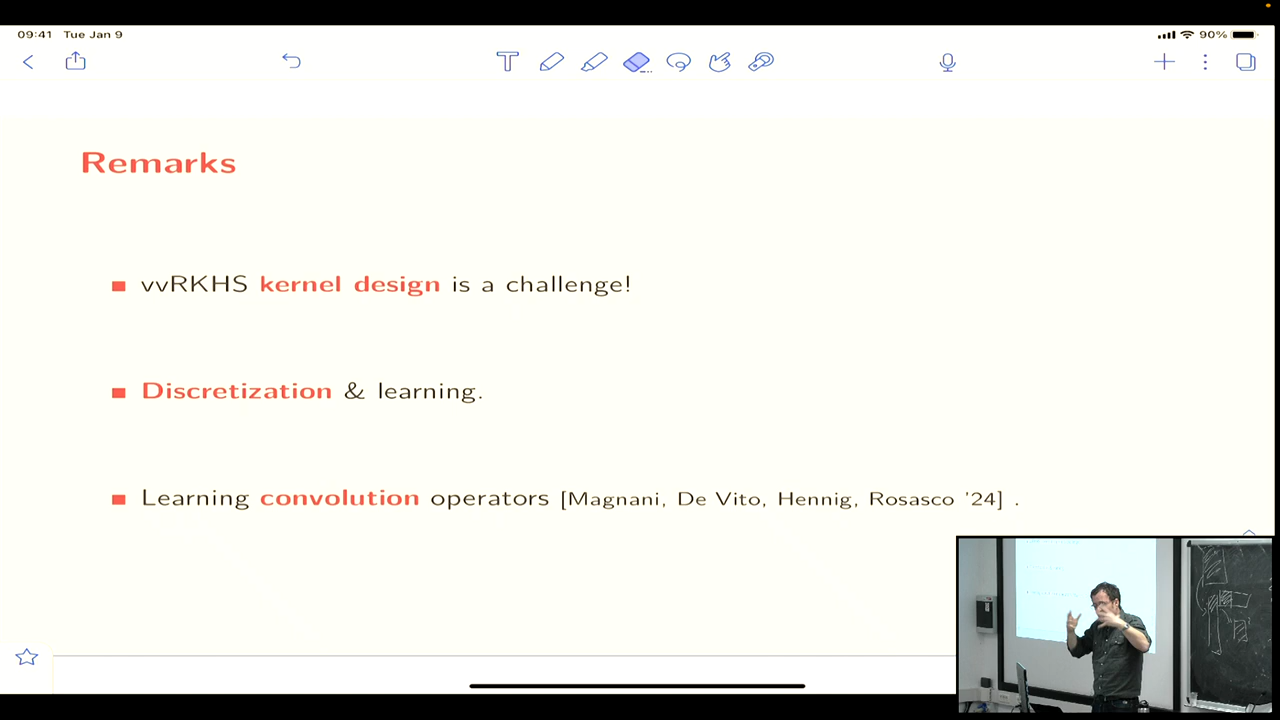 09:41 Tue Jan 9
90%
Remarks
vvRKHS kernel design is a challenge!
Discretization & learning.
Learning convolution operators [Magnani, De Vito, Hennig, Rosasco '24] .